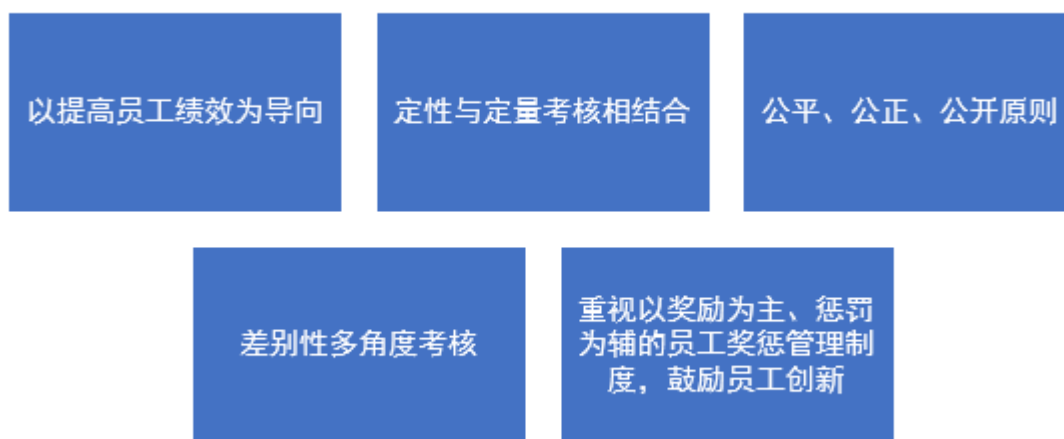 以提高员工绩效为导向
定性与定量考核相结合
公平、公正、公开原则
差别性多角度考核
重视以奖励为主、惩罚
为辅的员工奖惩管理制
度，鼓励员工创新